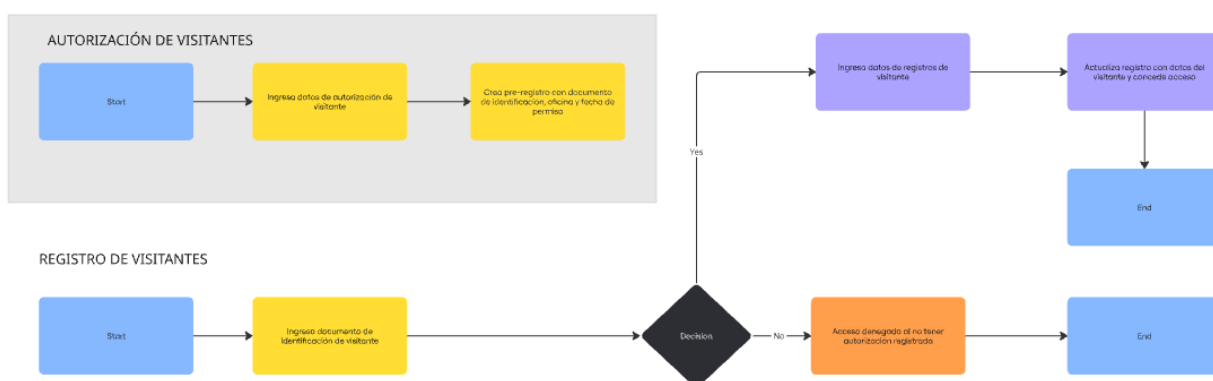 AUTORIZACIÓN DE VISITANTES
Start
Ingresa datos de autorización de
visitante
Crea pre-registro con documento
de identificación, oficina y fecha de
permiso
Yes
Ingresa datos de registros de
visitante
Actualiza registro con datos del
visitante y concede acceso
End
REGISTRO DE VISITANTES
Start
Ingresa documento de
identificación de visitante
Decision
No
Acceso denegado al no tener
autorización registrada
End